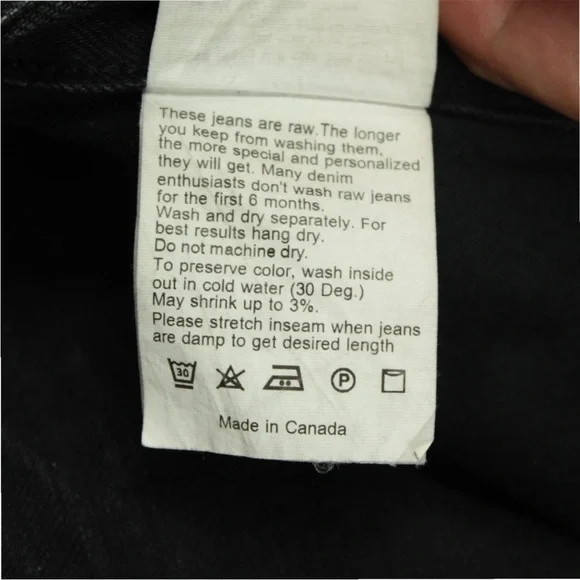 These jeans are raw.The longer
you keep from washing them,
the more special and personalized
they will get. Many denim
enthusiasts don't wash raw jeans
for the first 6 months.
Wash and dry separately. For
best results hang dry.
Do not machine dry.
To preserve color, wash inside
out in cold water (30 Deg.)
May shrink up to 3%.
Please stretch inseam when jeans
are damp to get desired length
30 P
Made in Canada